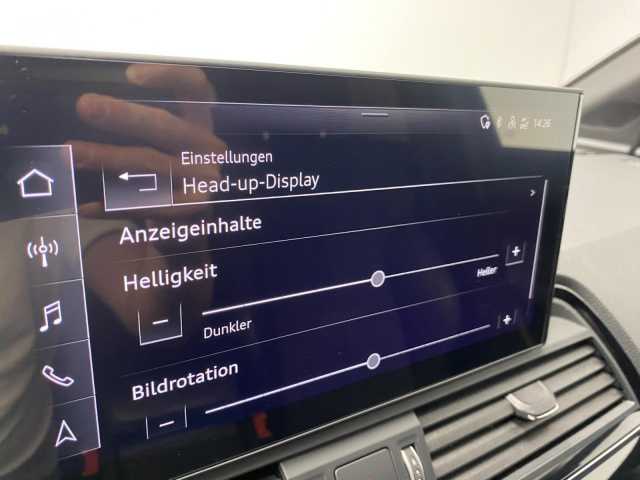 14:26
Einstellungen
Head-up-Display
Anzeigeinhalte
Helligkeit
Dunkler
Heller
Bildrotation